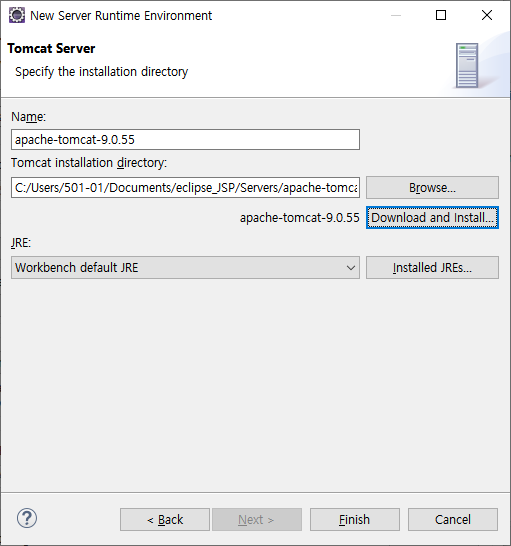 New Server Runtime Environment
Tomcat Server
Specify the installation directory
Name:
apache-tomcat-9.0.55
Tomcat installation directory:
C:/Users/501-01/Documents/eclipse_JSP/Servers/apache-tomca
Browse...
apache-tomcat-9.0.55 Download and Install...
JRE:
Workbench default JRE
Installed JREs...
< Back
Next >
Finish
Cancel